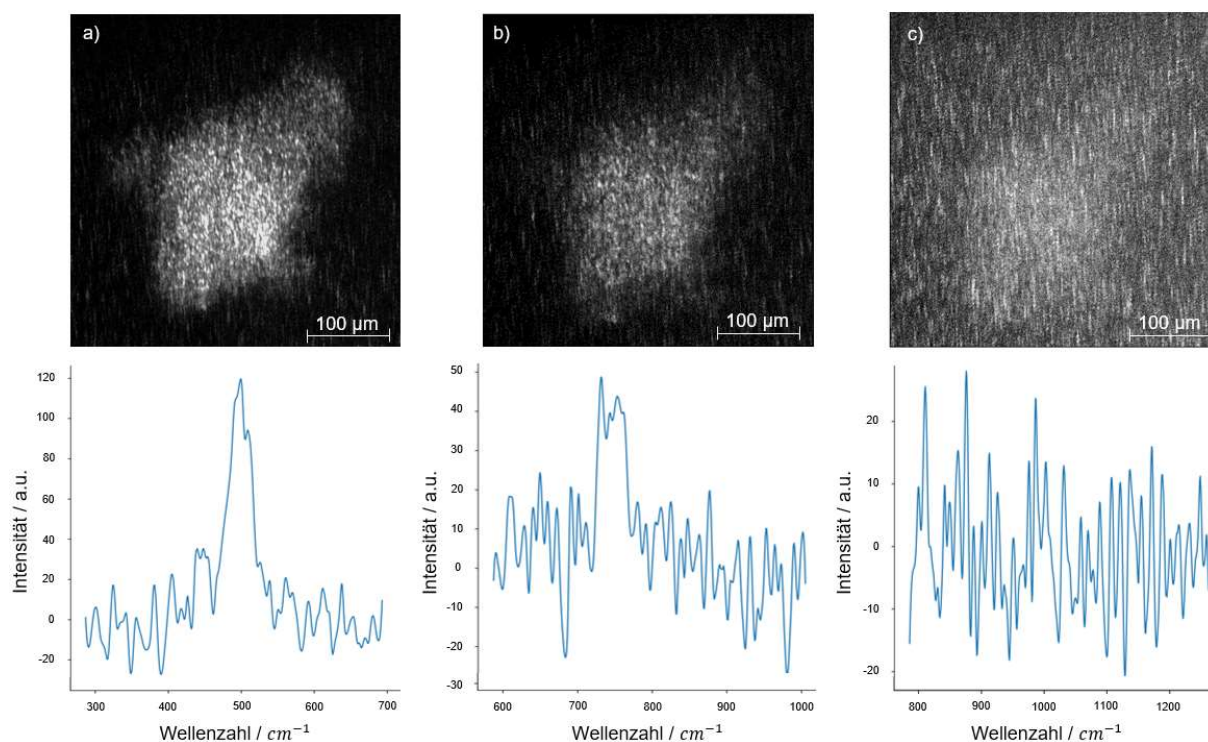 a)
100 µm
b)
100 µm
c)
100 µm
120
100
80
60
40
20
0
-20
Intensität / a.u.
300 400 500 600 700
Wellenzahl / cm⁻¹
50
40
30
20
10
0
-10
-20
-30
Intensität / a.u.
600 700 800 900 1000
Wellenzahl / cm⁻¹
20
10
0
-10
-20
Intensität / a.u.
800 900 1000 1100 1200
Wellenzahl / cm⁻¹